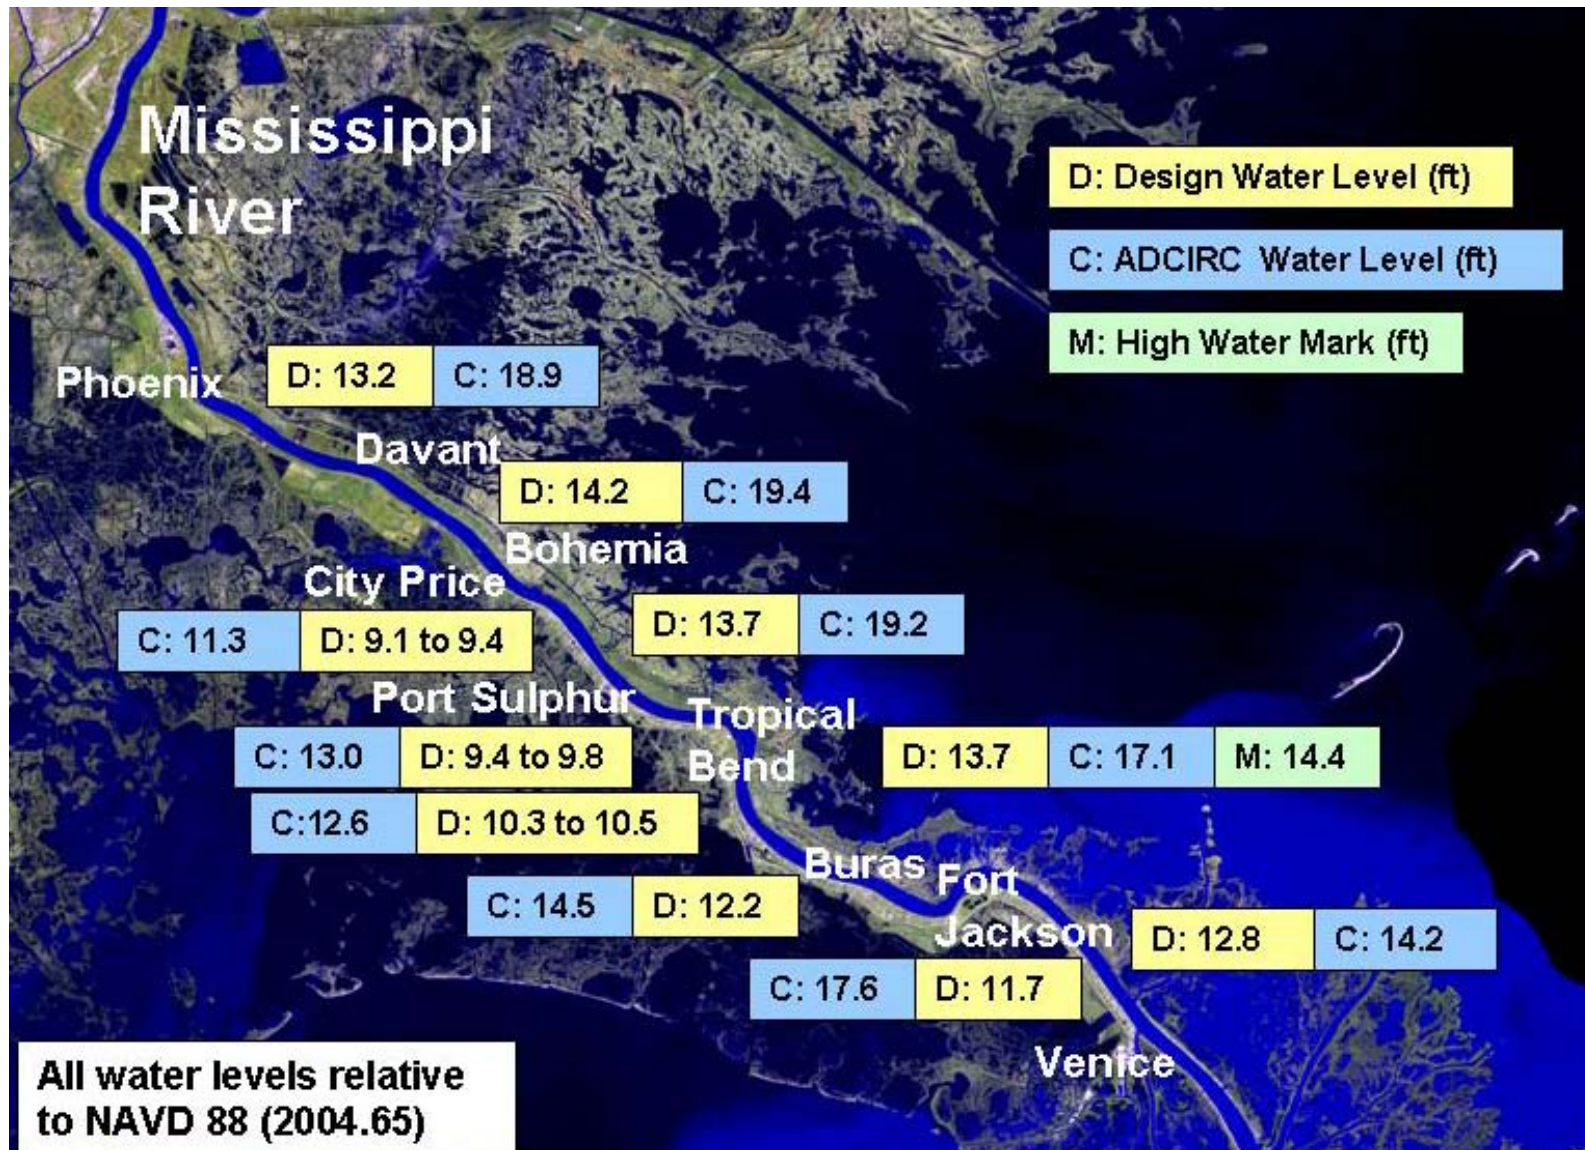 Mississippi
River
D: Design Water Level (ft)
C: ADCIRC  Water Level (ft)
M: High Water Mark (ft)
Phoenix
D: 13.2
C: 18.9
Davant
D: 14.2
C: 19.4
Bohemia
City Price
C: 11.3
D: 9.1 to 9.4
D: 13.7
C: 19.2
Port Sulphur
Tropical
Bend
C: 13.0
D: 9.4 to 9.8
D: 13.7
C: 17.1
M: 14.4
C:12.6
D: 10.3 to 10.5
Buras
Fort
Jackson
C: 14.5
D: 12.2
D: 12.8
C: 14.2
C: 17.6
D: 11.7
Venice
All water levels relative
to NAVD 88 (2004.65)